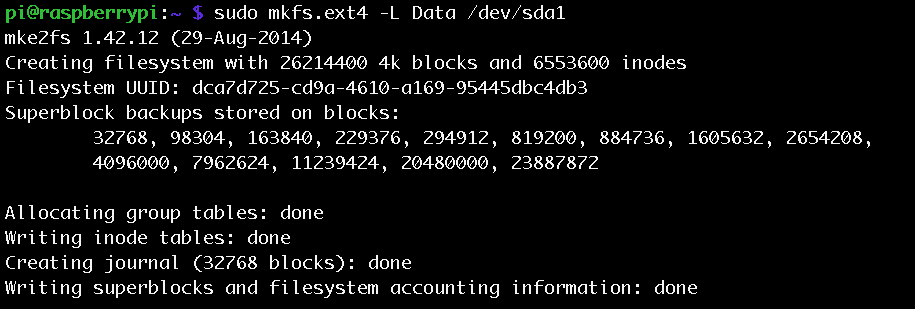 pi@raspberrypi:~ $ sudo mkfs.ext4 -L Data /dev/sda1
mke2fs 1.42.12 (29-Aug-2014)
Creating filesystem with 26214400 4k blocks and 6553600 inodes
Filesystem UUID: dca7d725-cd9a-4610-a169-95445dbc4db3
Superblock backups stored on blocks:
32768, 98304, 163840, 229376, 294912, 819200, 884736, 1605632, 2654208,
4096000, 7962624, 11239424, 20480000, 23887872
Allocating group tables: done
Writing inode tables: done
Creating journal (32768 blocks): done
Writing superblocks and filesystem accounting information: done